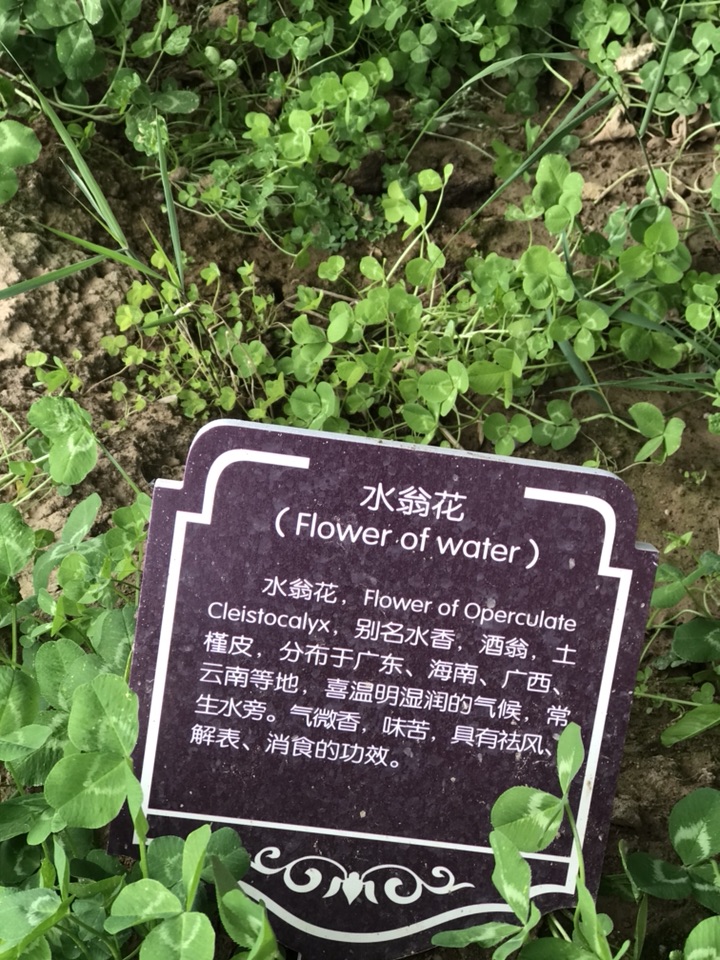 水翁花
（Flower of water）
水翁花，Flower of Operculate
Cleistocalyx，别名水香，酒翁，土
槿皮，分布于广东、海南、广西、
云南等地，喜温明湿润的气候，常
生水旁。气微香，味苦，具有祛风、
解表、消食的功效。